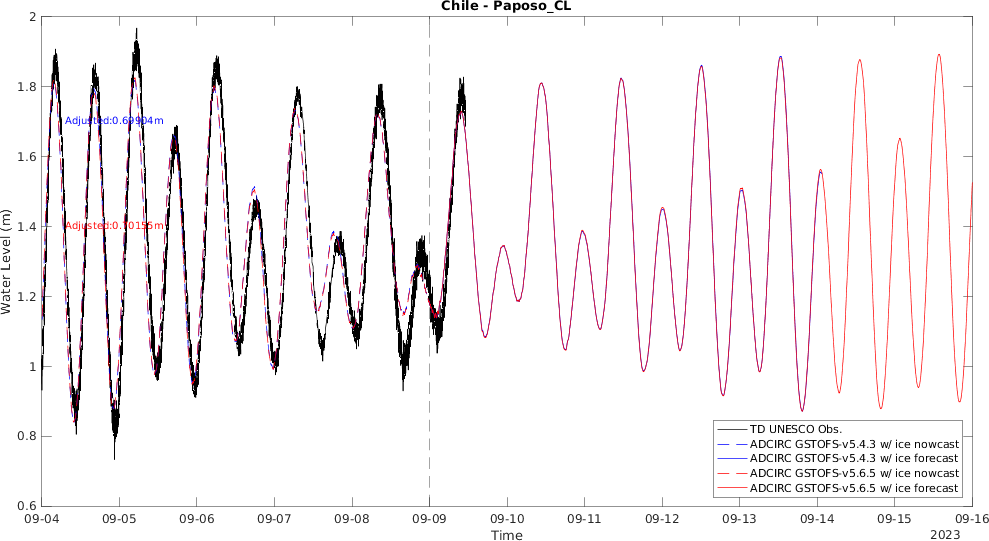 Chile - Paposo_CL
2
1.8
1.6
1.4
1.2
1
0.8
0.6
Water Level (m)
Adjusted:0.69904m
Adjusted:0.70155m
TD UNESCO Obs.
ADCIRC GSTOFS-v5.4.3 w/ ice nowcast
ADCIRC GSTOFS-v5.4.3 w/ ice forecast
ADCIRC GSTOFS-v5.6.5 w/ ice nowcast
ADCIRC GSTOFS-v5.6.5 w/ ice forecast
09-04 09-05 09-06 09-07 09-08 09-09 09-10 09-11 09-12 09-13 09-14 09-15 09-16
Time
2023